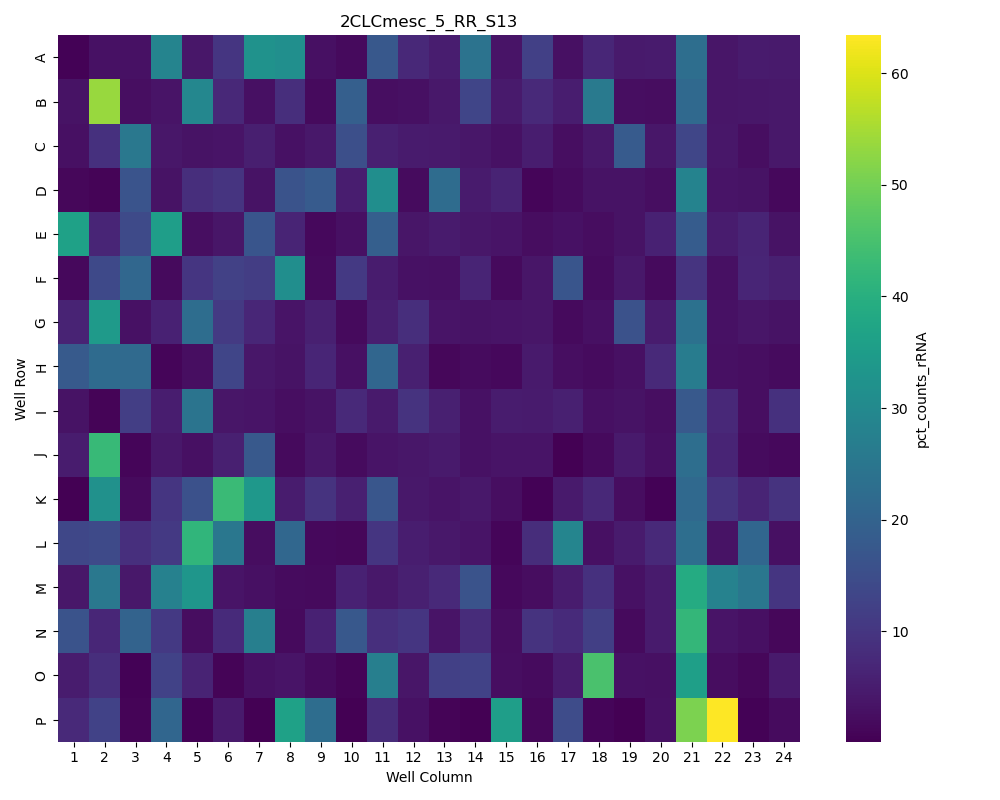 2CLCmesc_5_RR_S13
Well Row
A
B
C
D
E
F
G
H
I
J
K
L
M
N
O
P
1 2 3 4 5 6 7 8 9 10 11 12 13 14 15 16 17 18 19 20 21 22 23 24
Well Column
60
50
40
30
20
10
pct_counts_rRNA